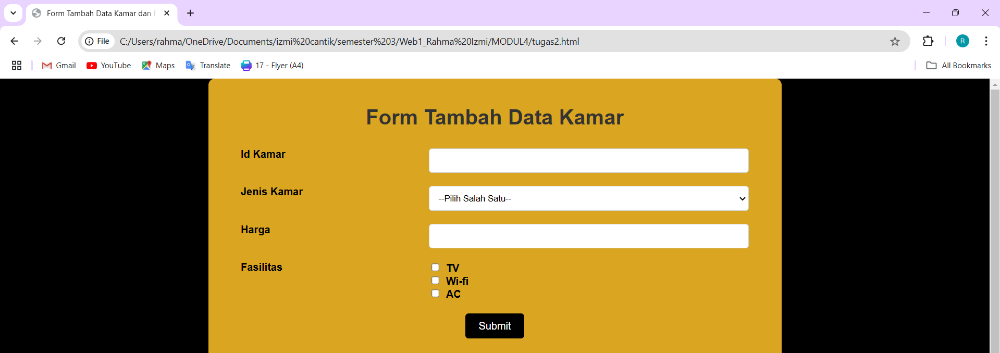 Form Tambah Data Kamar dan
File C:/Users/rahma/OneDrive/Documents/izmi%20cantik/semester%203/Web1_Rahma%20Izmi/MODUL4/tugas2.html R
Gmail YouTube Maps Translate 17 - Flyer (A4) All Bookmarks
Form Tambah Data Kamar
Id Kamar
Jenis Kamar --Pilih Salah Satu--
Harga
Fasilitas TV
Wi-fi
AC
Submit